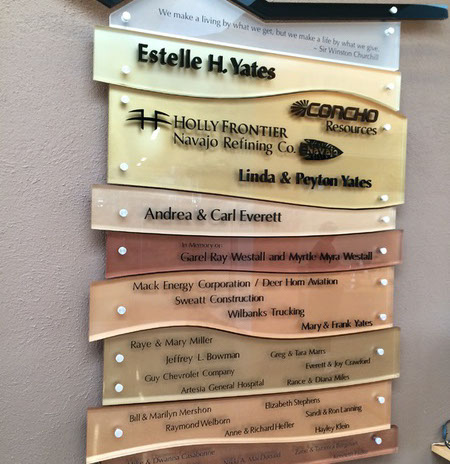 We make a living by what we get, but we make a life by what we give.
~ Sir Winston Churchill
Estelle H. Yates
CONCHO
Resources
HF HOLLYFRONTIER
Navajo Refining Co. NAVAJO
Linda & Peyton Yates
Andrea & Carl Everett
In Memory of
Garel Ray Westall and Myrtle Myra Westall
Mack Energy Corporation / Deer Horn Aviation
Sweatt Construction
Wilbanks Trucking
Mary & Frank Yates
Raye & Mary Miller
Greg & Tara Marrs
Jeffrey L Bowman
Everett & Joy Crawford
Guy Chevrolet Company
Rance & Diana Miles
Artesia General Hospital
Elizabeth Stephens
Bill & Marilyn Mershon
Sandi & Ron Lanning
Raymond Welborn
Anne & Richard Heller
Hayley Klein